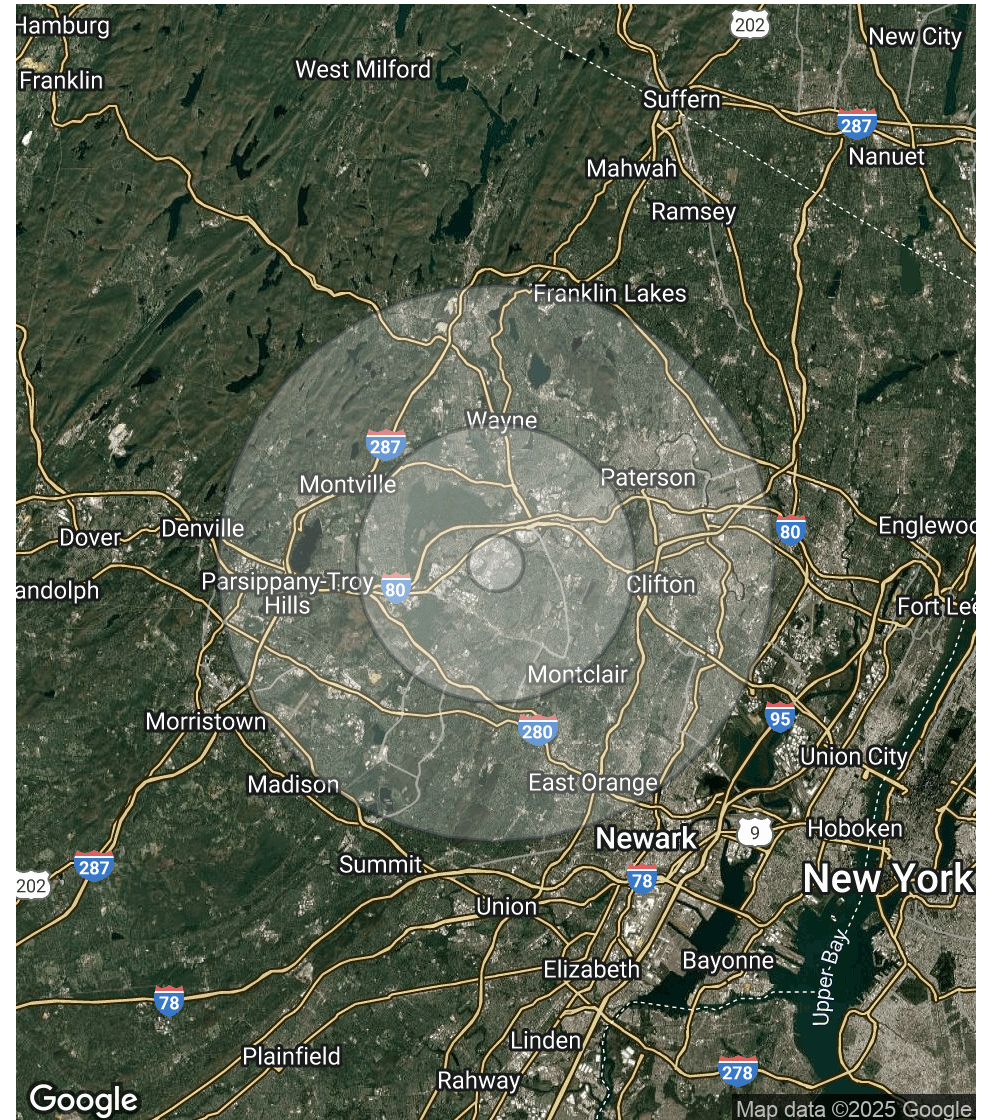 Hamburg
202
New City
West Milford
Franklin
Suffern
287
Nanuet
Mahwah
Ramsey
Franklin Lakes
Wayne
287
Paterson
Montville
Denville
80
Englewoo
Dover
Parsippany-Troy
Hills
80
Clifton
andolph
Fort Lee
Montclair
Morristown
95
280
Union City
Madison
East Orange
Newark
9
Hoboken
Summit
287
202
78
New York
Union
Elizabeth
Bayonne
Upper Bay
78
Linden
Plainfield
278
Rahway
Google
Map data ©2025 Google